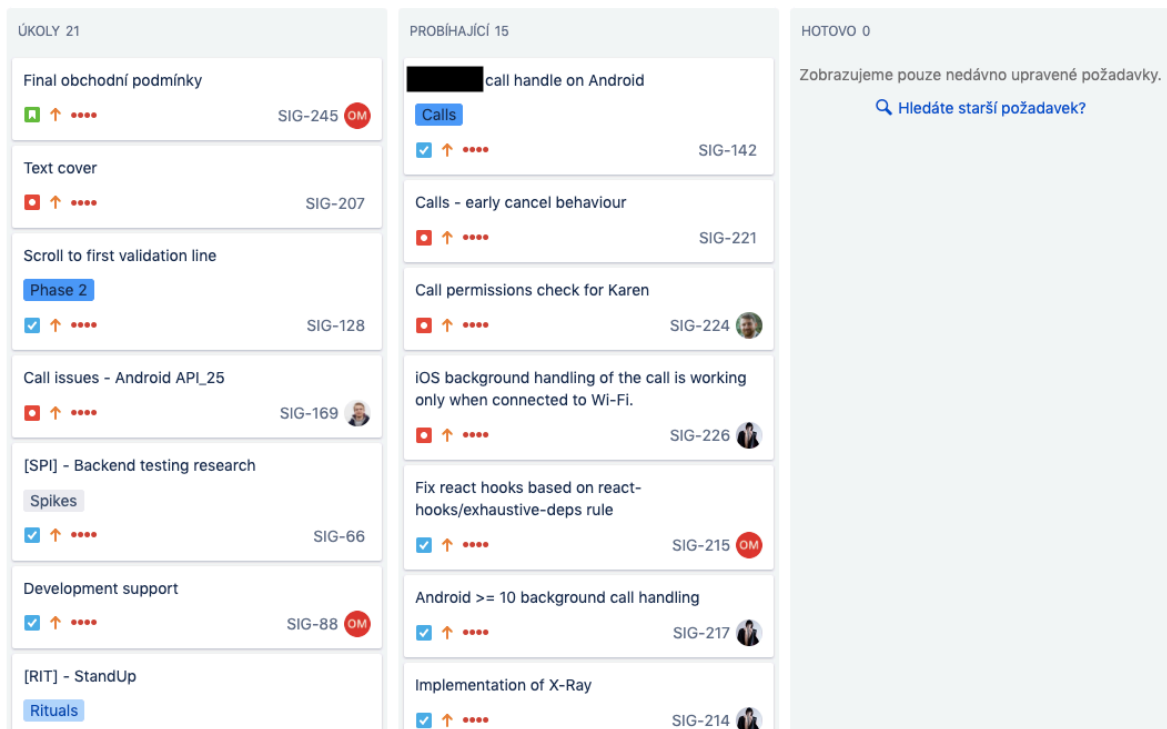 ÚKOLY 21
Final obchodní podmínky
SIG-245 OM
Text cover
SIG-207
Scroll to first validation line
Phase 2
SIG-128
Call issues - Android API_25
SIG-169
[SPI] - Backend testing research
Spikes
SIG-66
Development support
SIG-88 OM
[RIT] - StandUp
Rituals
PROBÍHAJÍCÍ 15
call handle on Android
Calls
SIG-142
Calls - early cancel behaviour
SIG-221
Call permissions check for Karen
SIG-224
iOS background handling of the call is working
only when connected to Wi-Fi.
SIG-226
Fix react hooks based on react-
hooks/exhaustive-deps rule
SIG-215 OM
Android >= 10 background call handling
SIG-217
Implementation of X-Ray
SIG-214
HOTOVO 0
Zobrazujeme pouze nedávno upravené požadavky.
Hledáte starší požadavek?